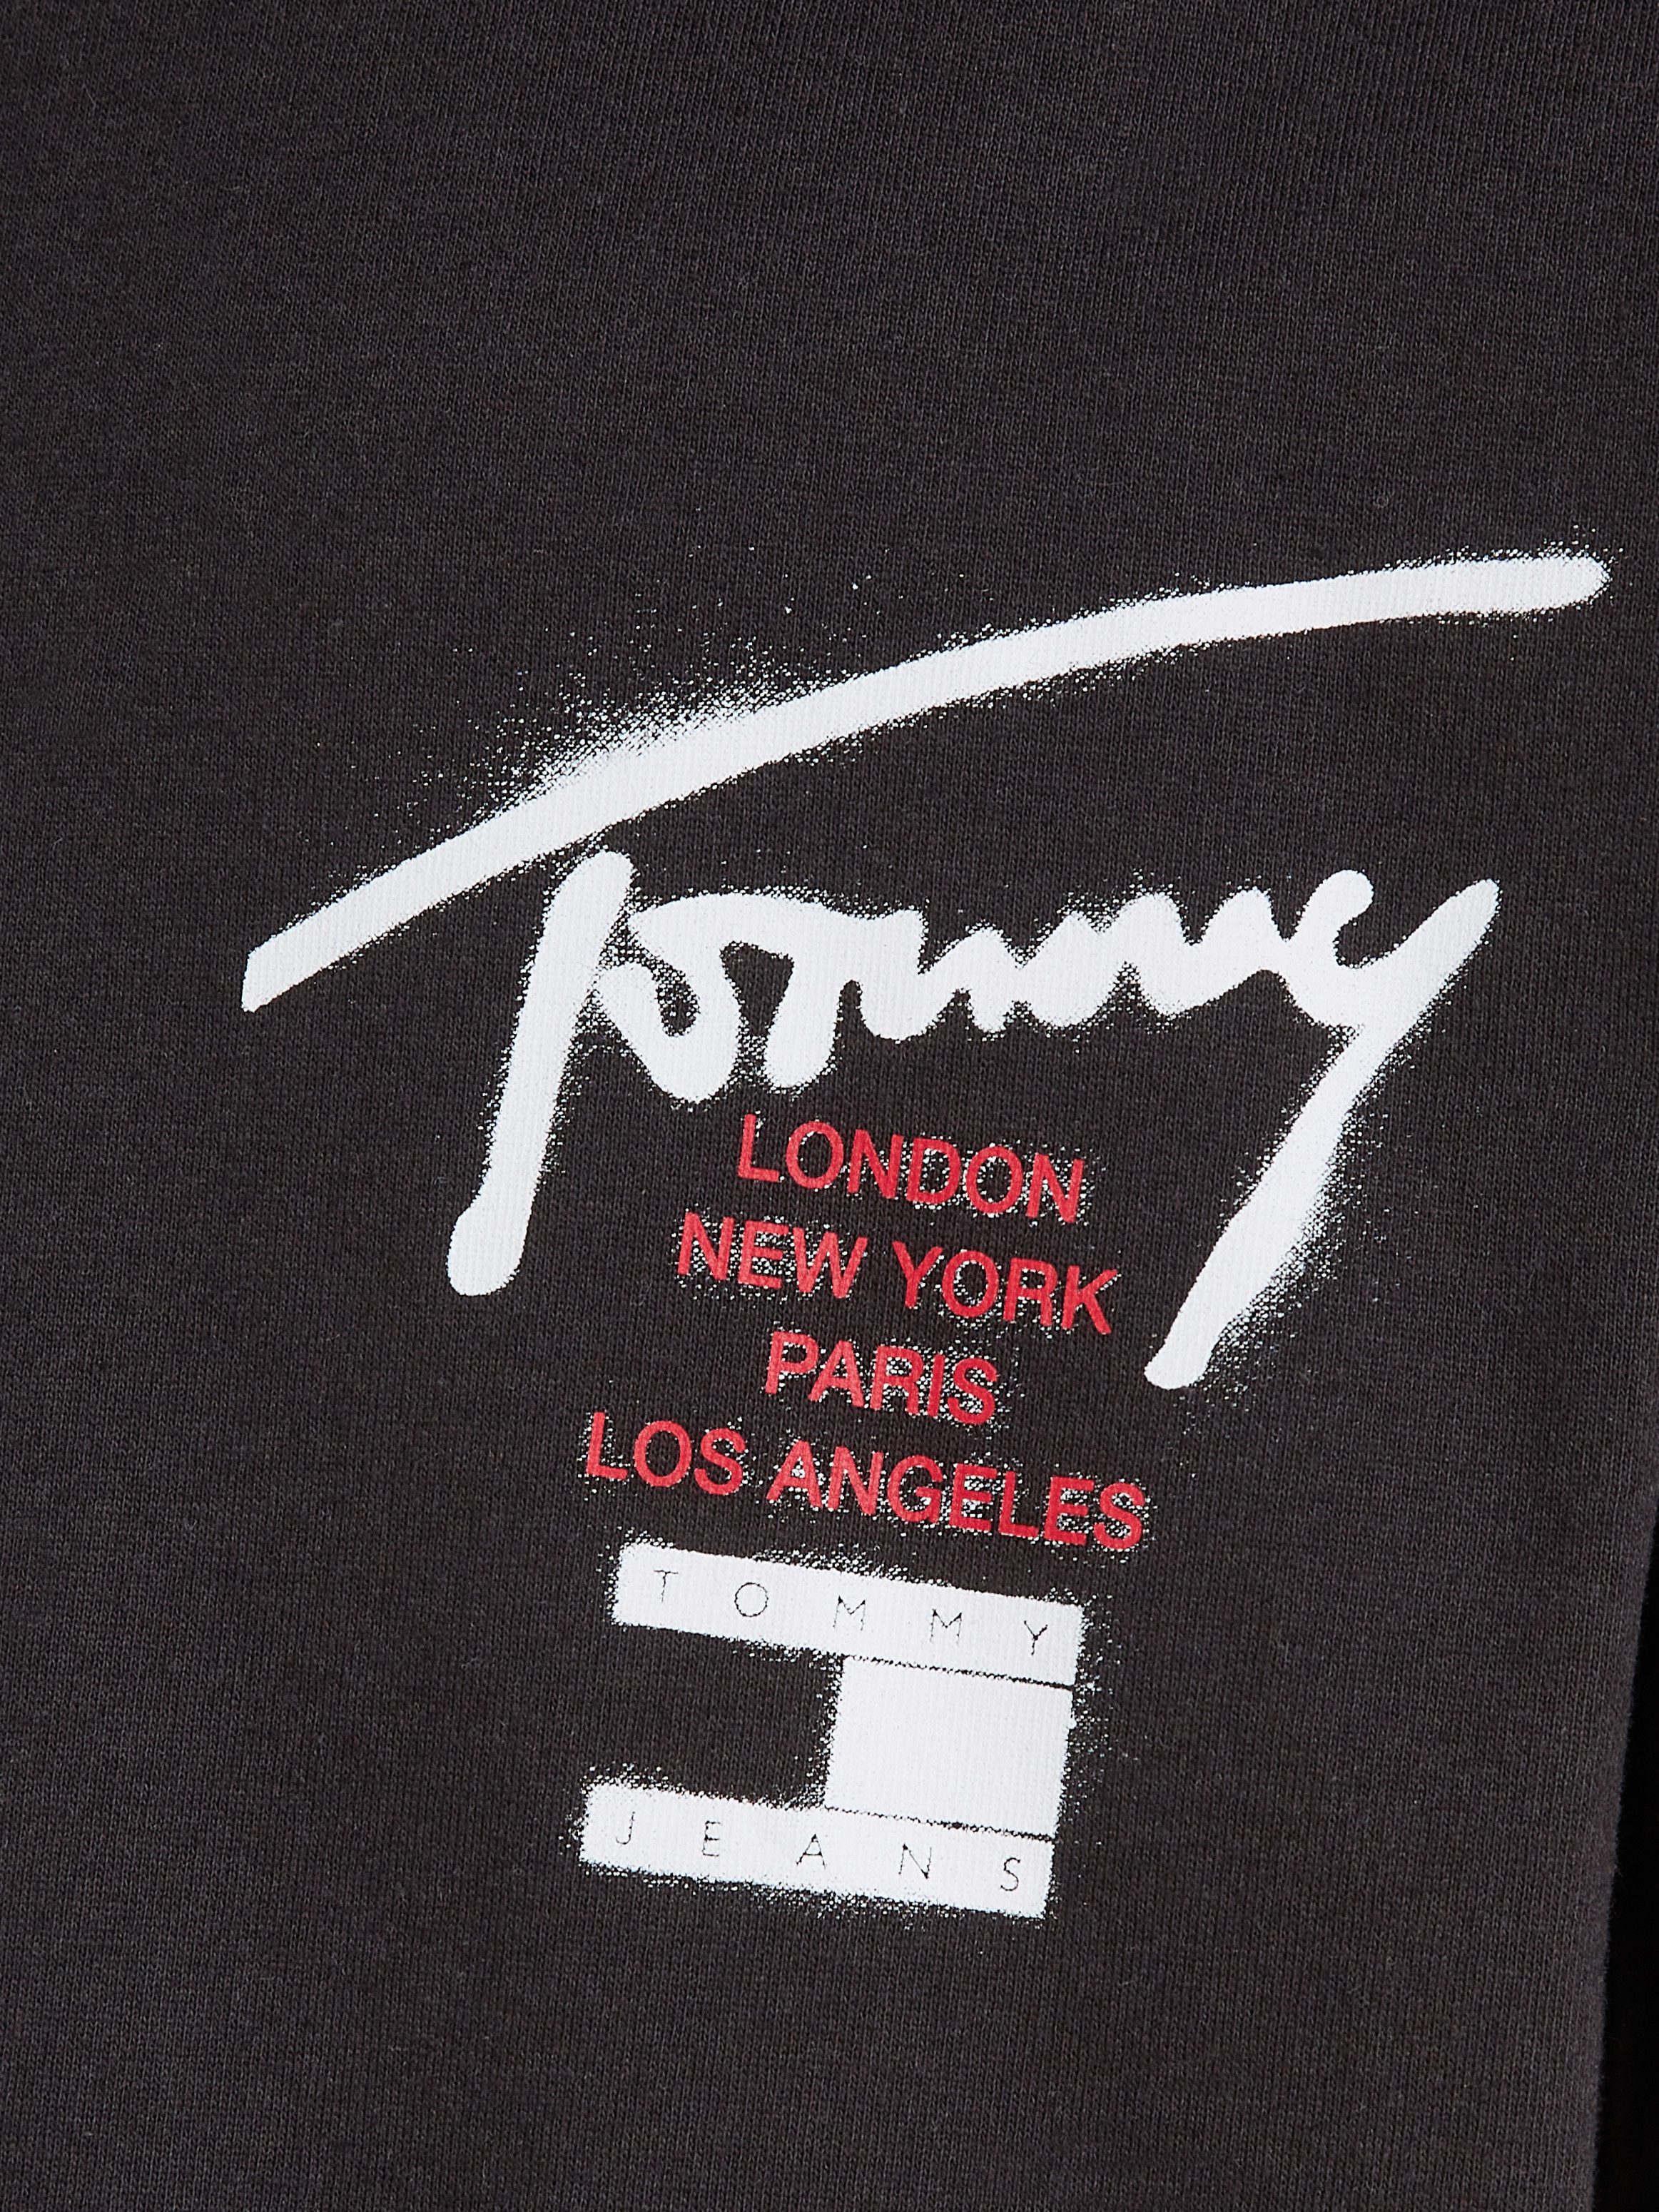 Tommy
LONDON
NEW YORK
PARIS
LOS ANGELES
TOMMY
JEANS